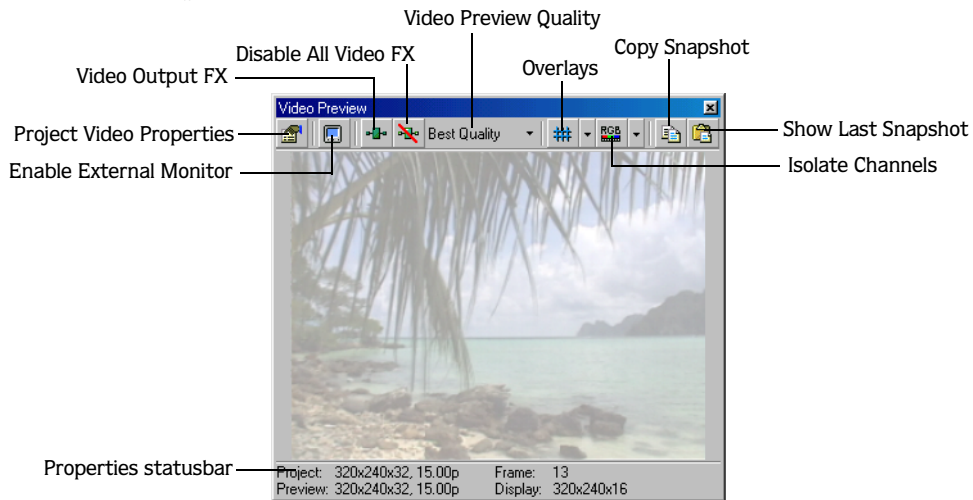 Video Preview Quality
Copy Snapshot
Disable All Video FX
Overlays
Video Output FX
Video Preview
Project Video Properties
Best Quality
RGB
Show Last Snapshot
Enable External Monitor
Isolate Channels
Properties statusbar
Project: 320x240x32, 15.00p Frame: 13
Preview: 320x240x32, 15.00p Display: 320x240x16